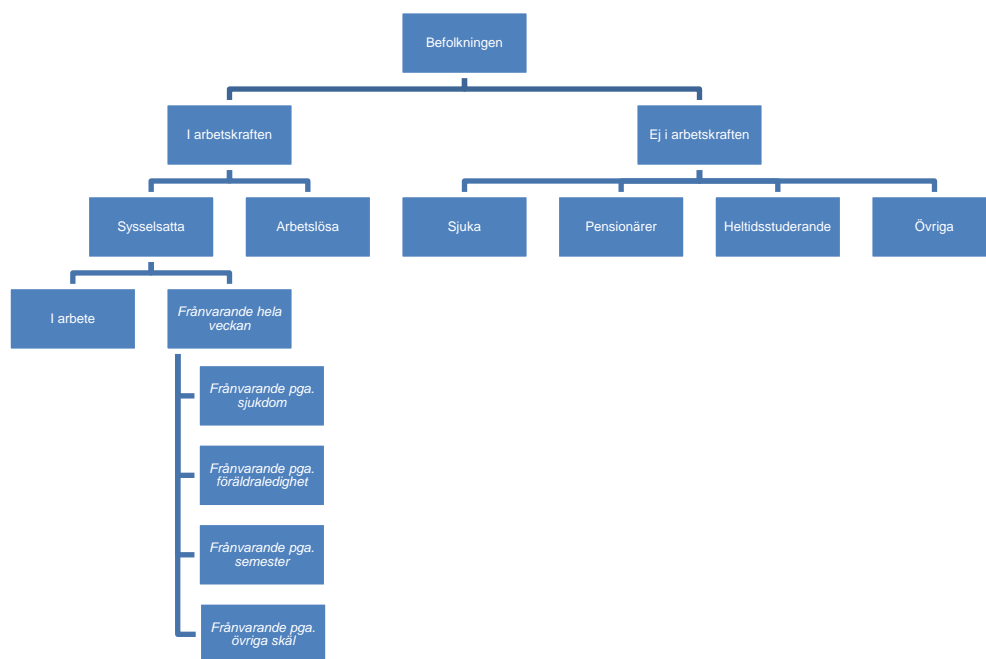 Befolkningen
I arbetskraften
Ej i arbetskraften
Sysselsatta
Arbetslösa
Sjuka
Pensionärer
Heltidsstuderande
Övriga
I arbete
Frånvarande hela
veckan
Frånvarande pga.
sjukdom
Frånvarande pga.
föräldraledighet
Frånvarande pga.
semester
Frånvarande pga.
övriga skäl